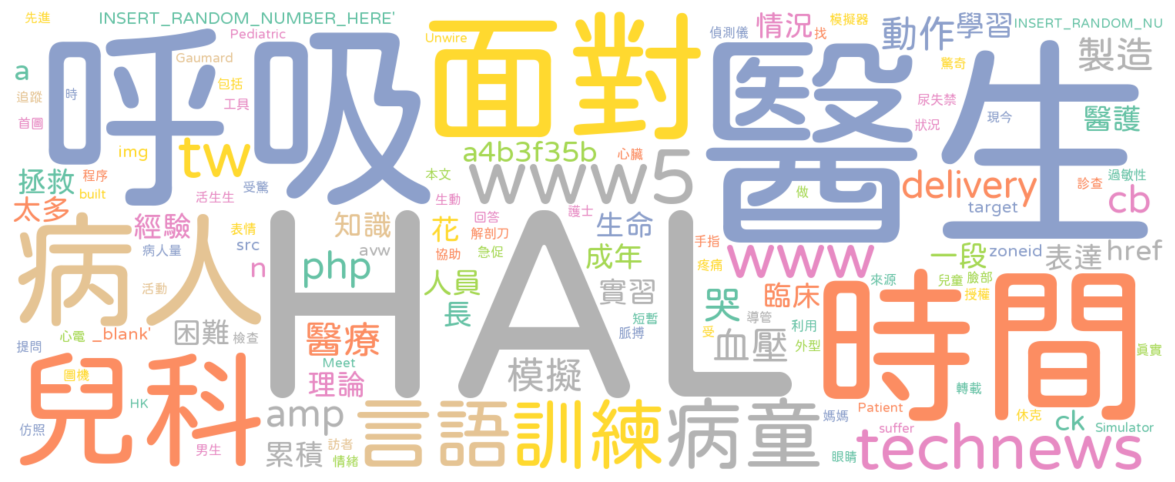 先進
INSERT_RANDOM_NUMBER_HERE'
Pediatric
Unwire
情況
偵測儀
找
模擬器
動作
學習
INSERT_RANDOM_NU
呼吸
面對
醫生
製造
Gaumard
驚奇
a
追蹤
時
包括
工具
首圖
尿失禁
狀況
現今
醫護
img
tw
a4b3f35b
心臟
www5
拯救
程序
built
活生生
受驚
本文
生動
護士
做
delivery
target
過敏性
診查
cb
太多
病人
經驗
表情
知識
花
回答
解剖刀
生命
手指
HAL
病人量
src
avw
協助
急促
成年
疼痛
www
zoneid
一段
表達
href
n
php
人員
實習
來源
兒童
臉部
授權
活動
長
短暫
哭
臨床
時間
心電
_blank'
困難
檢查
醫療
脈搏
受
導管
利用
血壓
外型
提問
兒科
Meet
理論
模擬
真實
圖機
HK
轉載
仿照
男生
amp
累積
訪者
情緒
言語
訓練
病童
媽媽
眼睛
Patient
suffer
休克
ck
Simulator
technews